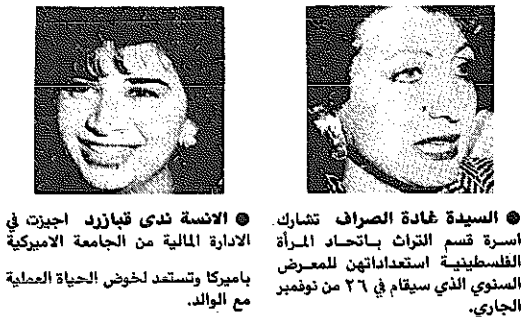 ● السيدة غادة الصراف تشارك
اسرة قسم التراث باتحاد المرأة
الفلسطينية استعداداتهن للمعرض
السنوي الذي سيقام في ٢٦ من نوفمبر
الجاري.
● الانسة ندى قبازرد اجيزت في
الادارة المالية من الجامعة الاميركية
باميركا وتستعد لخوض الحياة العملية
مع الوالد.